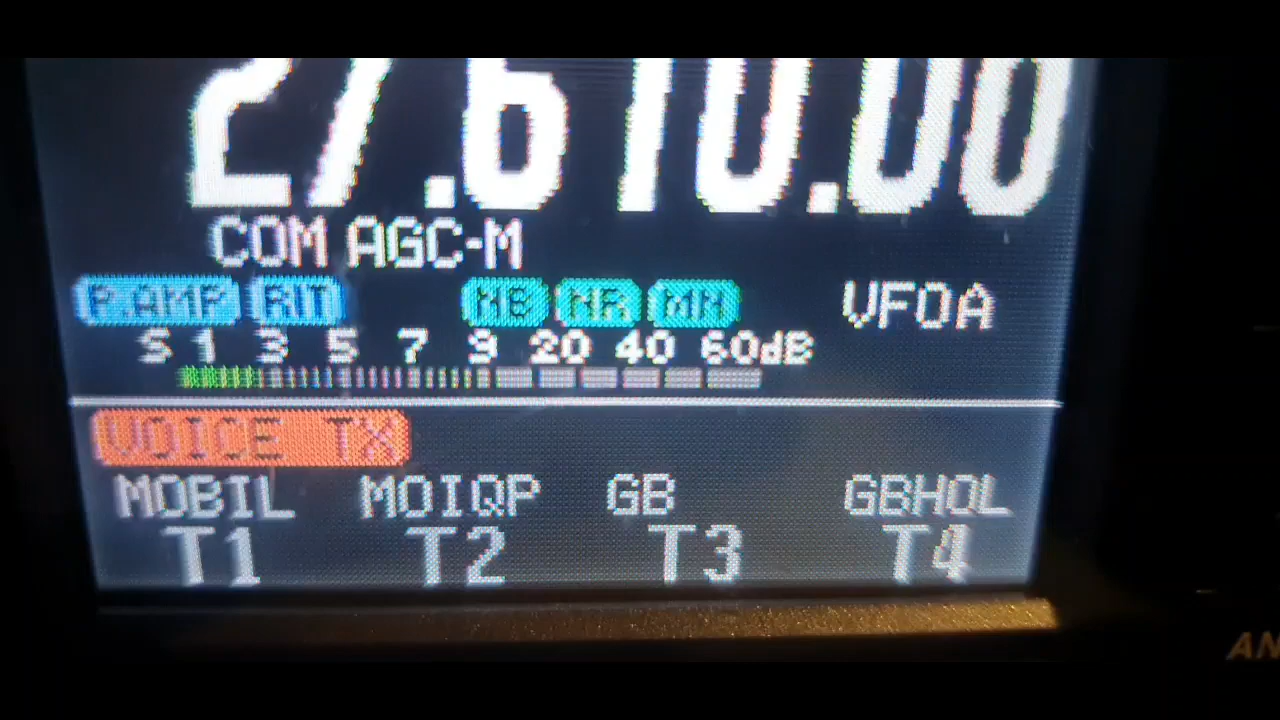 27.610.00
COM AGC-M
P.AMP RIT NB NR MN VFOA
S 1 3 5 7 9 20 40 60dB
VOICE TX
MOBIL MOIQP GB GBHOL
T1 T2 T3 T4
AN